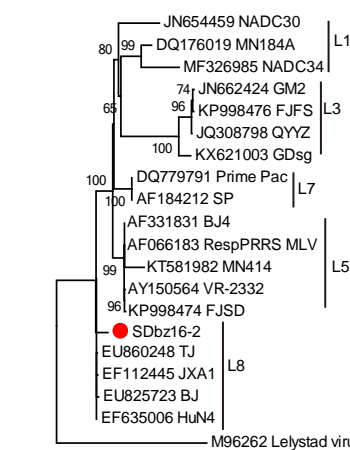 JN654459 NADC30
80
99
DQ176019 MN184A
L1
MF326985 NADC34
74
JN662424 GM2
96
KP998476 FJFS
L3
65
JQ308798 QYYZ
100
KX621003 GDsg
100
DQ779791 Prime Pac
L7
100
AF184212 SP
AF331831 BJ4
AF066183 RespPRRS MLV
99
KT581982 MN414
L5
AY150564 VR-2332
96
KP998474 FJSD
SDbz16-2
EU860248 TJ
EF112445 JXA1
L8
EU825723 BJ
EF635006 HuN4
M96262 Lelystad viru